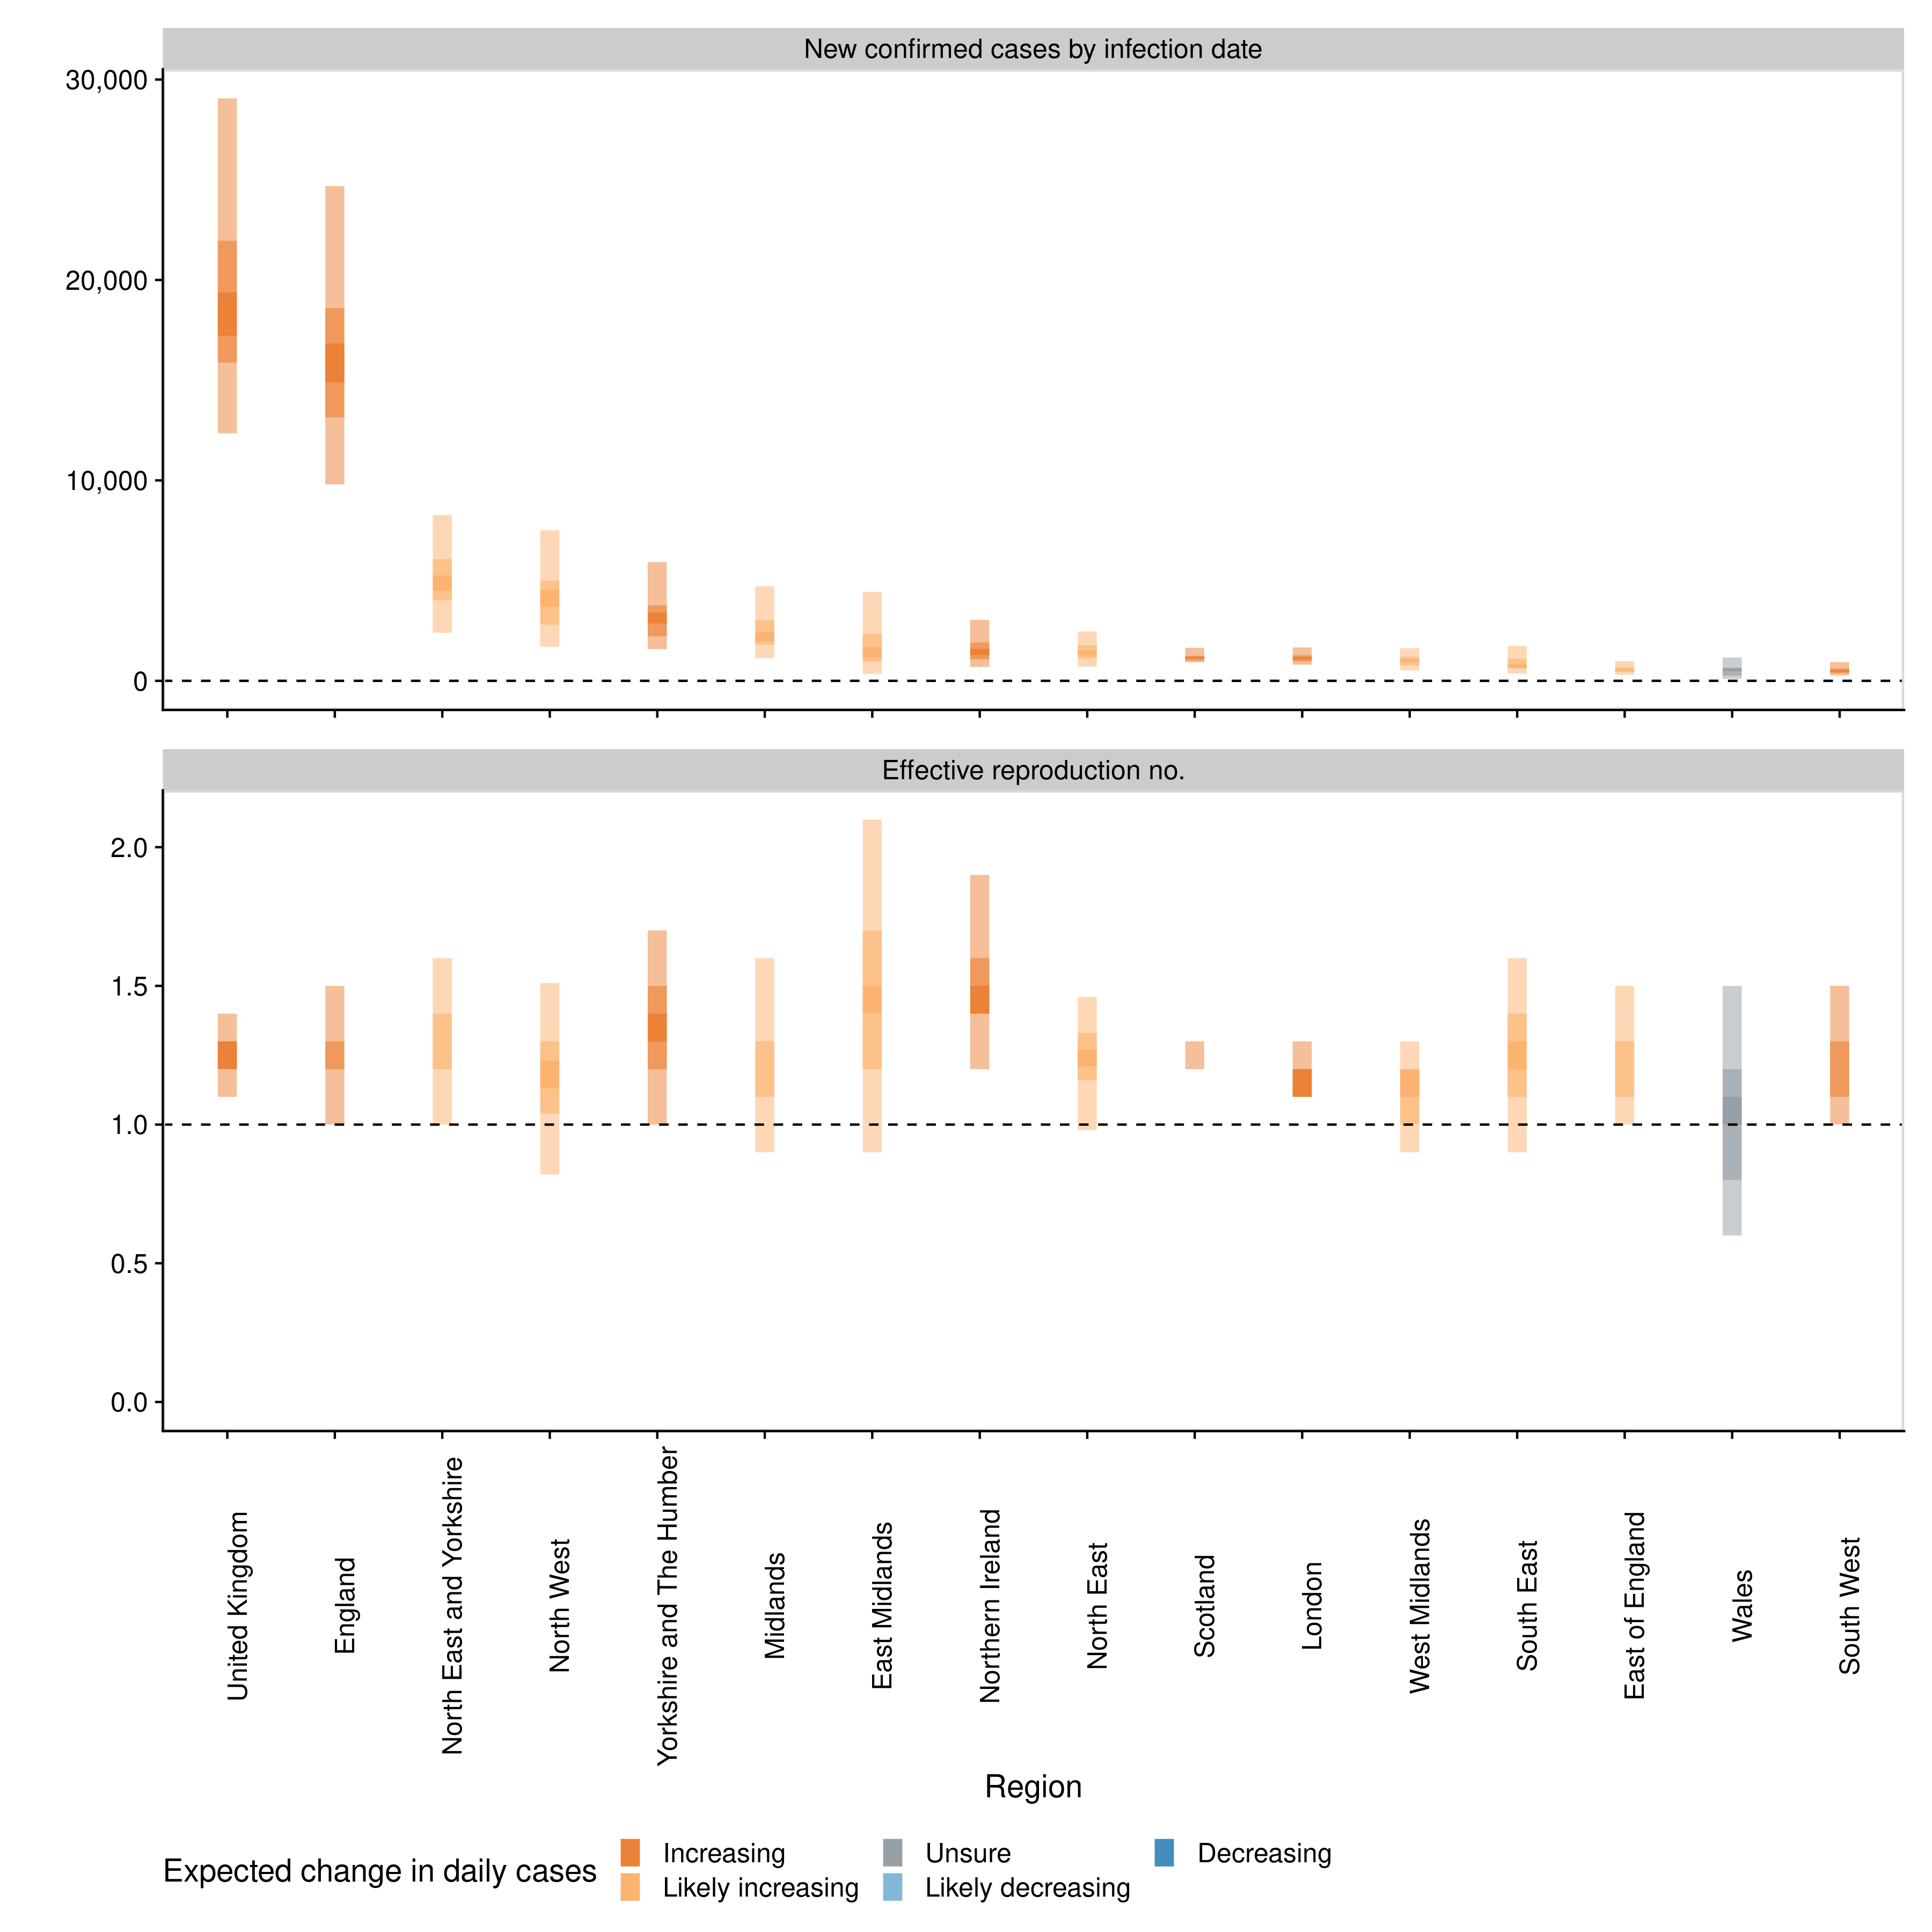 New confirmed cases by infection date
30,000
20,000
10,000
0
Effective reproduction no.
2.0
1.5
1.0
0.5
0.0
United Kingdom
England
North East and Yorkshire
North West
Yorkshire and The Humber
Midlands
East Midlands
Northern Ireland
North East
Scotland
London
West Midlands
South East
East of England
Wales
South West
Region
Expected change in daily cases
Increasing
Likely increasing
Unsure
Likely decreasing
Decreasing